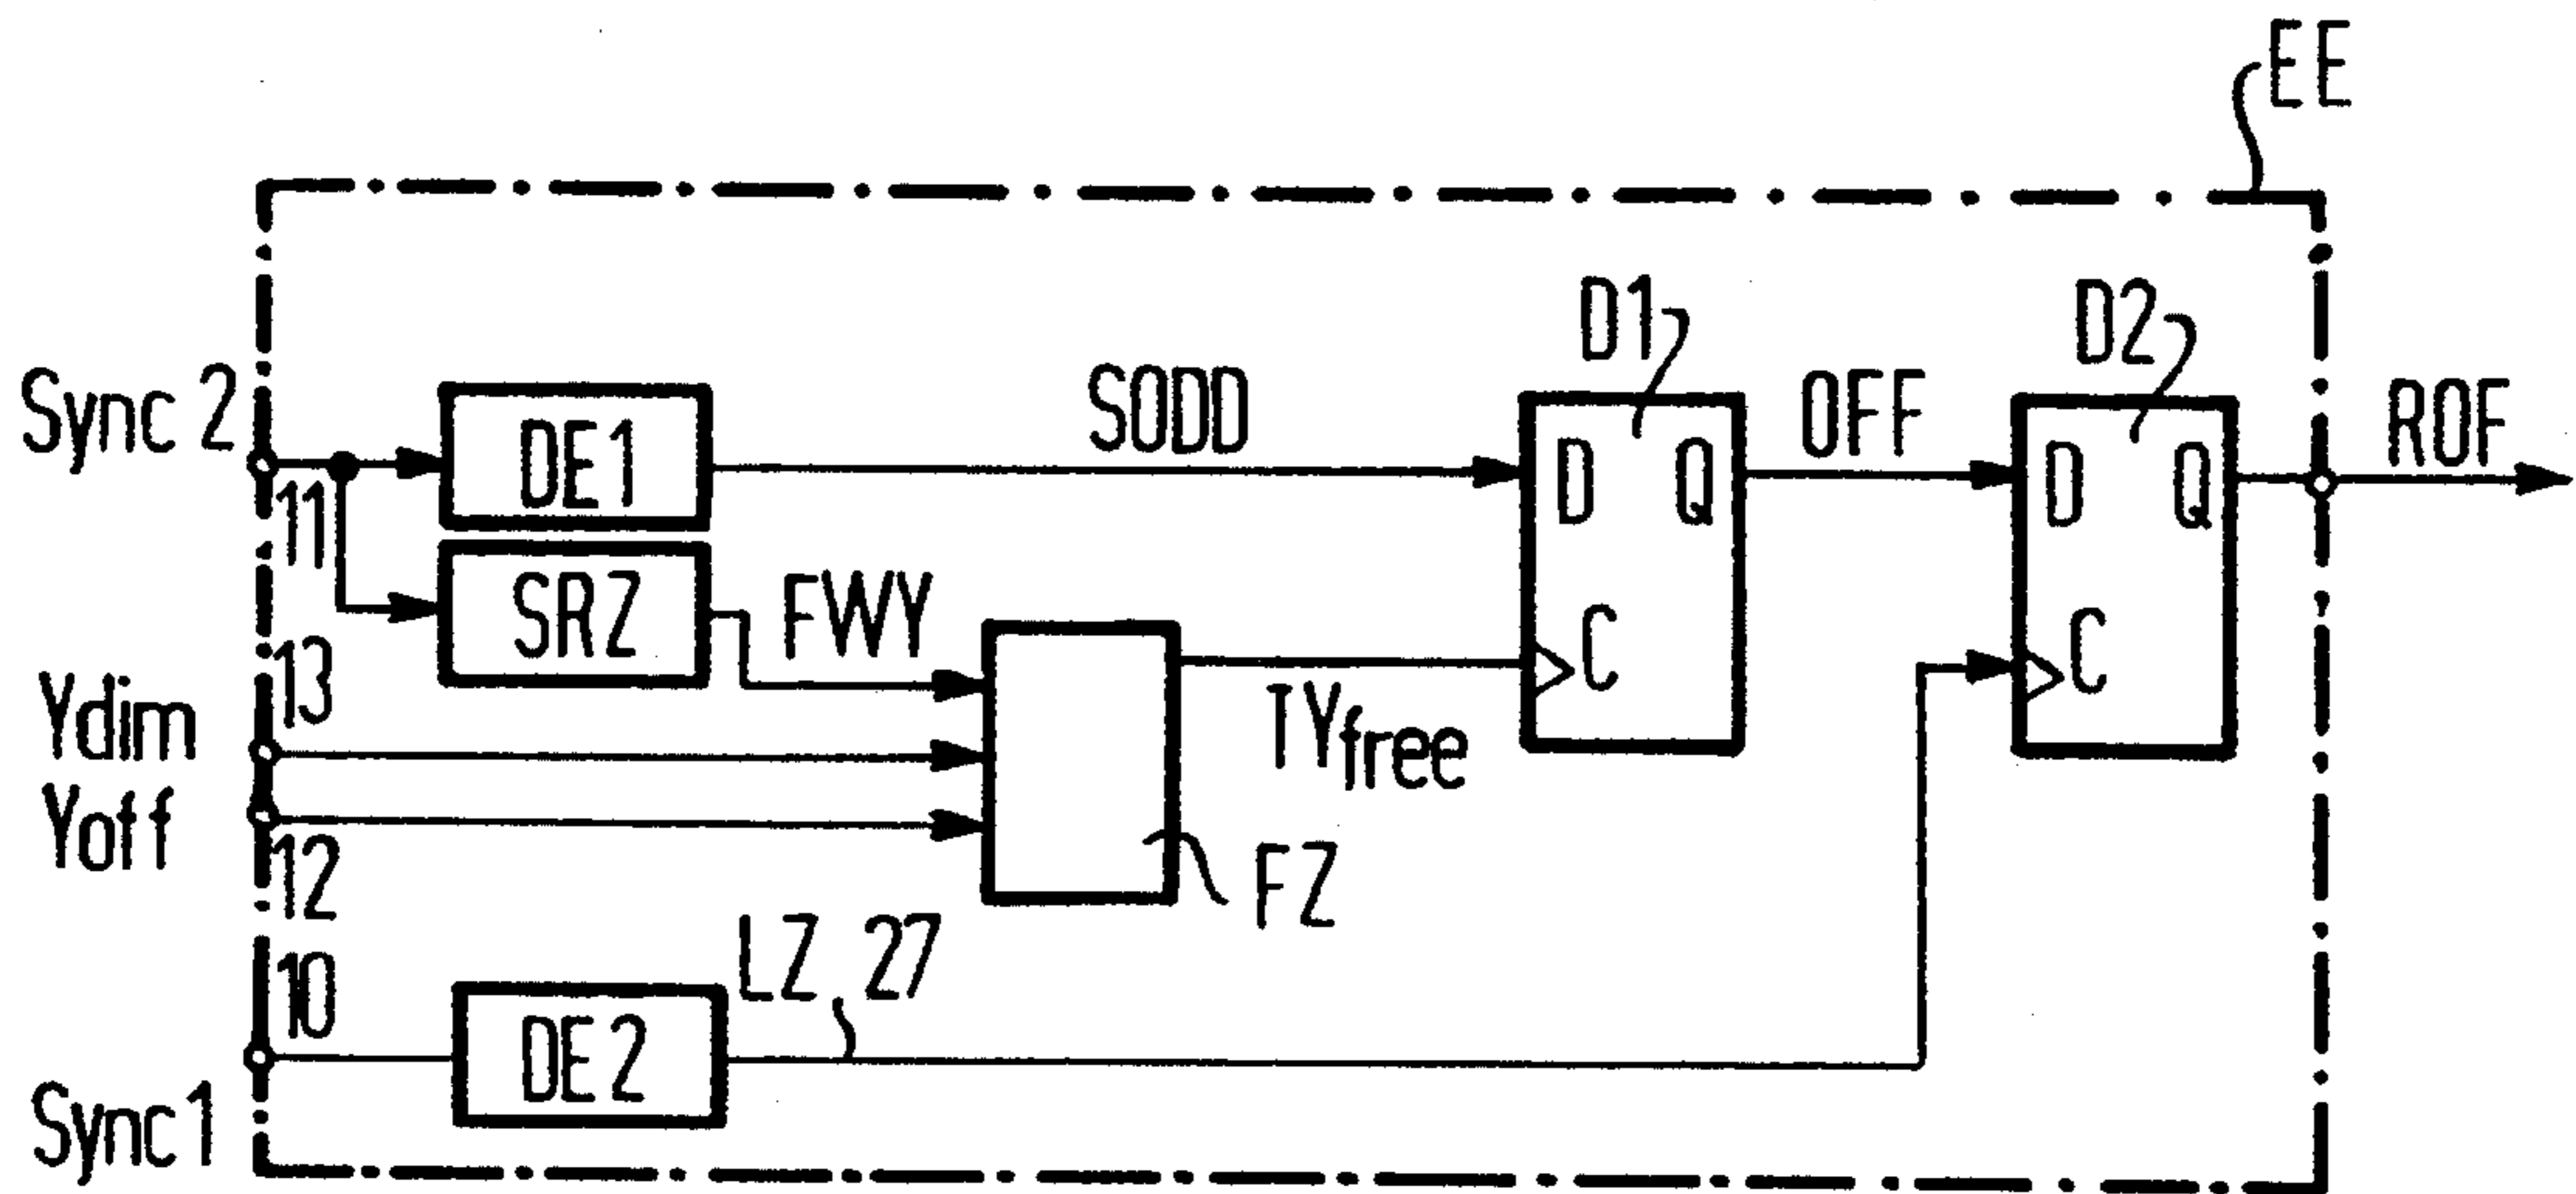 EE
D1
D2
Sync 2
11
DE1
SODD
D Q
OFF
D Q
ROF
SRZ
FWY
C
C
13
Ydim
Yoff
12
TYfree
FZ
10
LZ, 27
DE2
Sync1